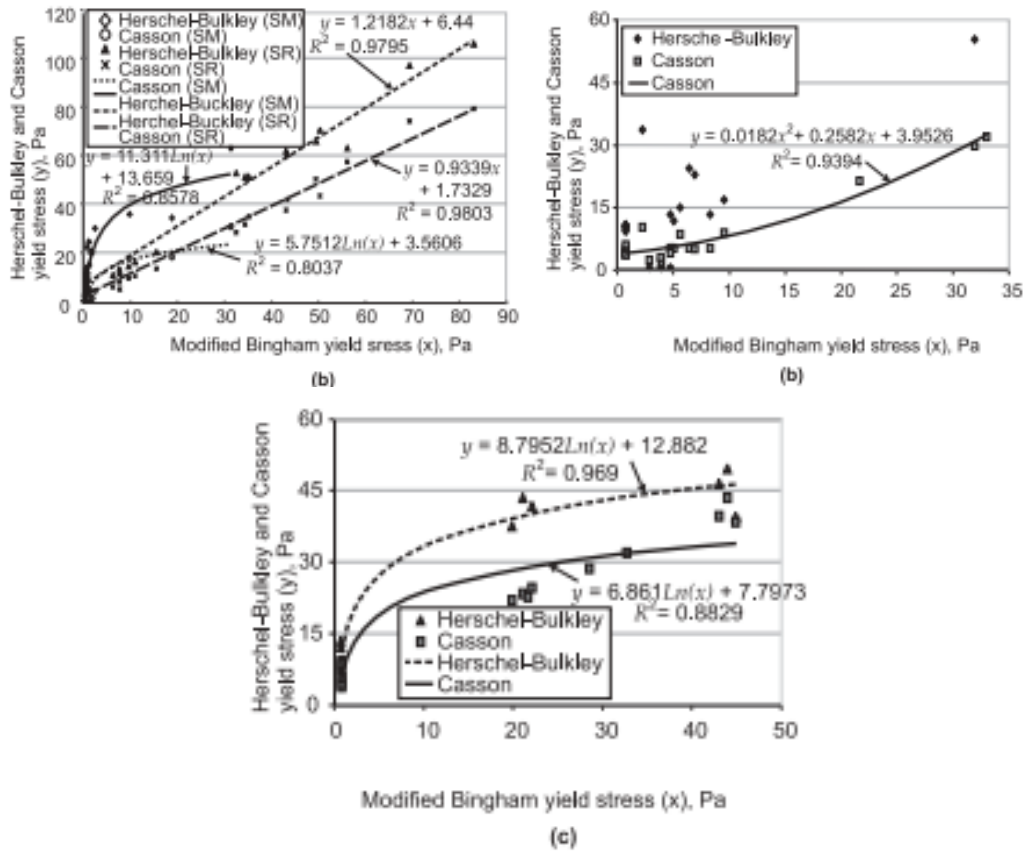 120
100
80
60
40
20
0
Herschel-Bulkley and Casson
yield stress (y), Pa
Herschel-Bulkley (SM)
Casson (SM)
Herschel-Bulkley (SR)
Casson (SR)
Casson (SM)
Herchel-Buckley (SM)
Herchel-Buckley (SR)
Casson (SR)
y = 1.2182x + 6.44
R² = 0.9795
y = 11.311Ln(x)
+ 13.659
R² = 0.8578
y = 0.9339x
+ 1.7329
R² = 0.9803
y = 5.7512Ln(x) + 3.5606
R² = 0.8037
0 10 20 30 40 50 60 70 80 90
Modified Bingham yield sress (x), Pa
(b)
60
45
30
15
0
Herschel-Bulkley and Casson
yield stress (y), Pa
Hersche-Bulkley
Casson
Casson
y = 0.0182x² + 0.2582x + 3.9526
R² = 0.9394
0 5 10 15 20 25 30 35
Modified Bingham yield stress (x), Pa
(b)
60
45
30
15
0
Herschel-Bulkley and Casson
yield stress (y), Pa
y = 8.7952Ln(x) + 12.882
R² = 0.969
y = 6.861Ln(x) + 7.7973
R² = 0.8829
Herschel-Bulkley
Casson
Herschel-Bulkley
Casson
0 10 20 30 40 50
Modified Bingham yield stress (x), Pa
(c)